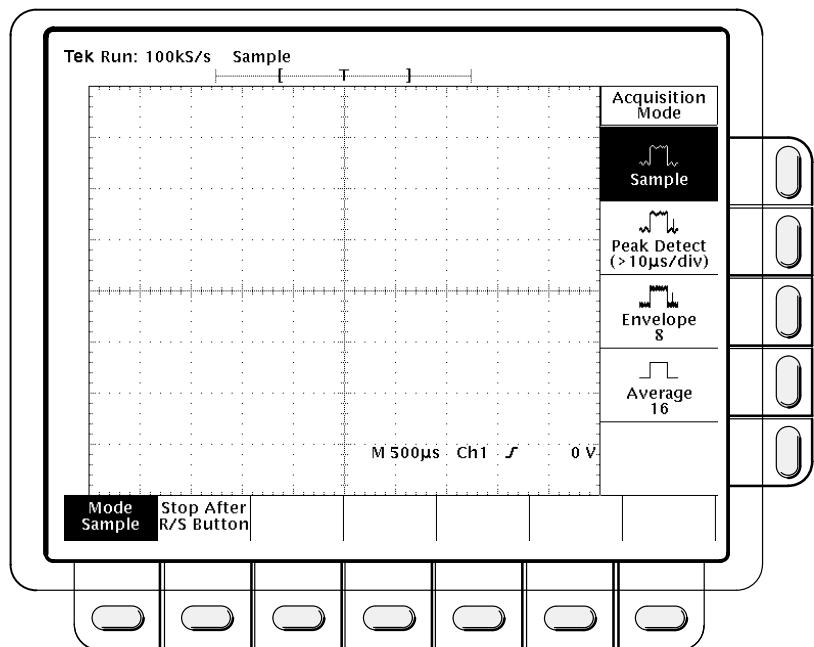 Tek Run: 100kS/s Sample
[ T ]
Acquisition
Mode
Sample
Peak Detect
(>10µs/div)
Envelope
8
Average
16
M 500µs Ch1 0 V
Mode
Sample
Stop After
R/S Button